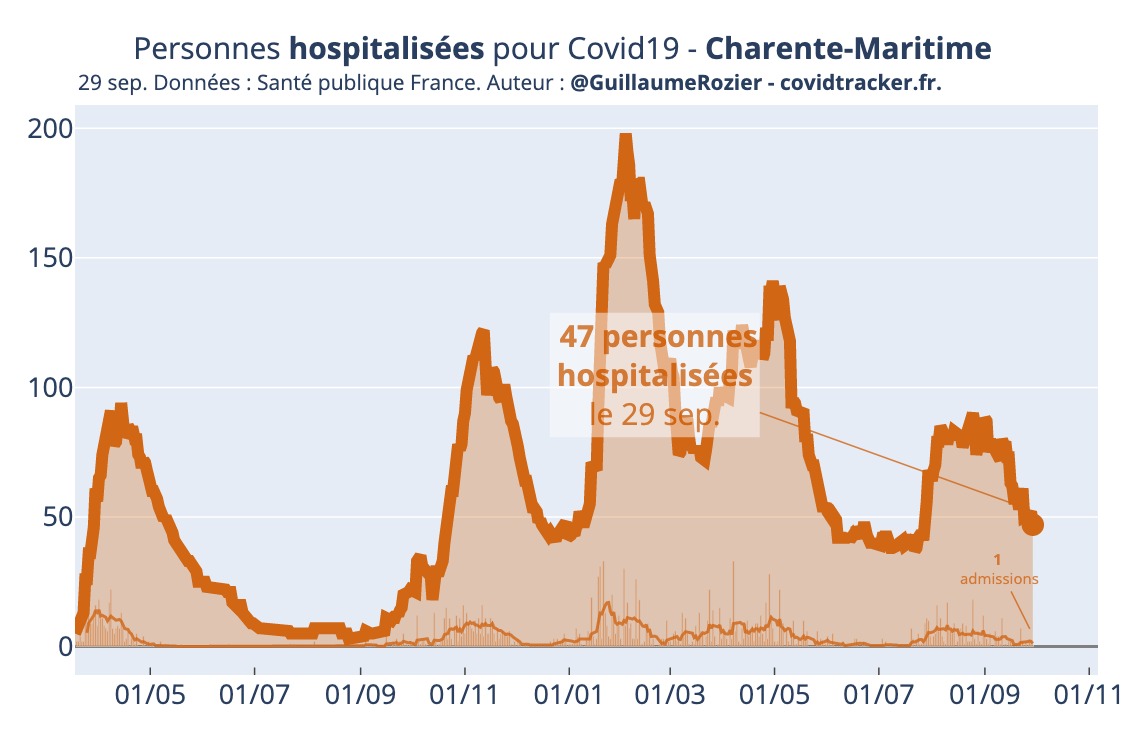 Personnes hospitalisées pour Covid19 - Charente-Maritime
29 sep. Données : Santé publique France. Auteur : @GuillaumeRozier - covidtracker.fr.
200
150
100
50
0
47 personnes
hospitalisées
le 29 sep.
1
admissions
01/05 01/07 01/09 01/11 01/01 01/03 01/05 01/07 01/09 01/11